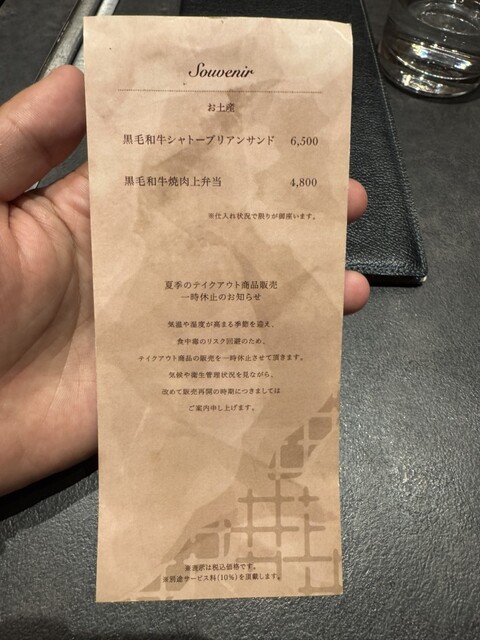 Souvenir
お土産
黒毛和牛シャトーブリアンサンド 6,500
黒毛和牛焼肉上弁当 4,800
※仕入れ状況で限りが御座います。
夏季のテイクアウト商品販売
一時休止のお知らせ
気温や湿度が高まる季節を迎え、
食中毒のリスク回避のため、
テイクアウト商品の販売を一時休止させて頂きます。
気候や衛生管理状況を見ながら、
改めて販売再開の時期につきましては
ご案内申し上げます。
※表示は税込価格です。
※別途サービス料(10%)を頂戴します。